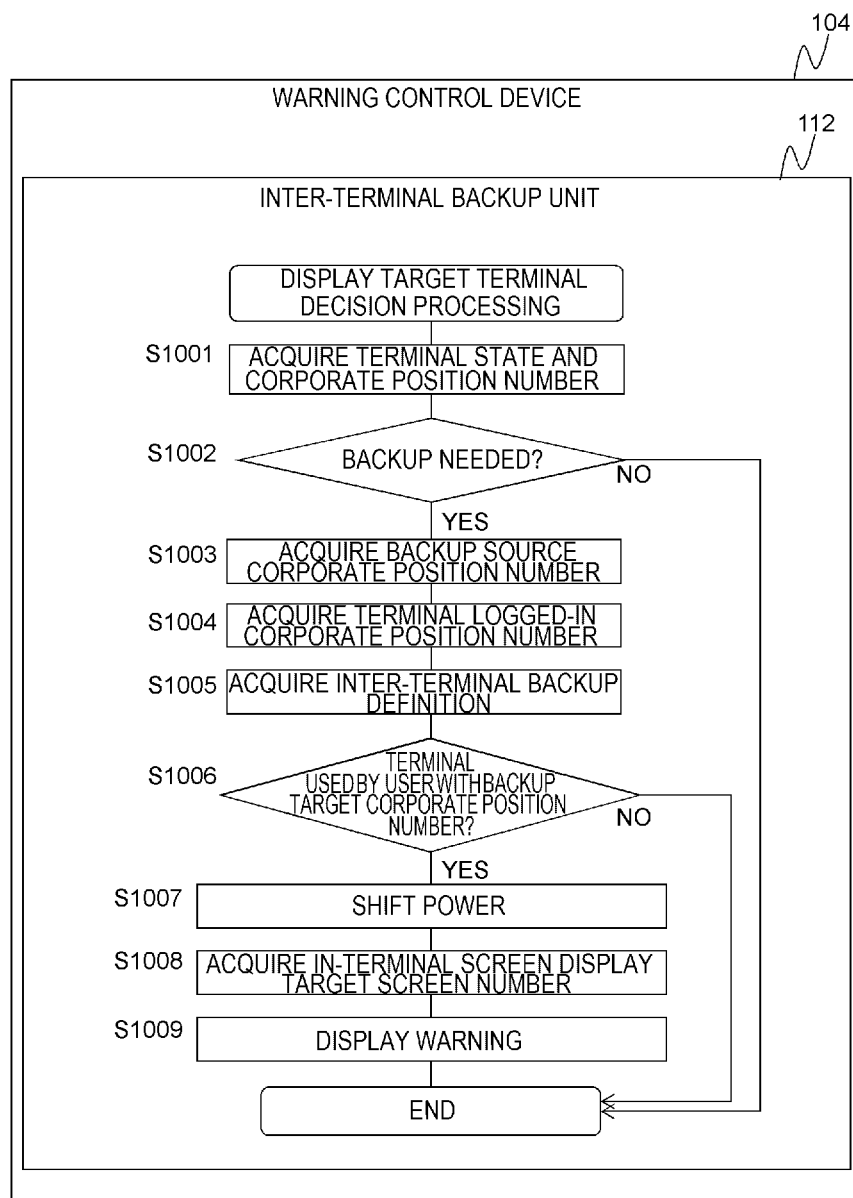 104
WARNING CONTROL DEVICE
112
INTER-TERMINAL BACKUP UNIT
DISPLAY TARGET TERMINAL
DECISION PROCESSING
S1001
ACQUIRE TERMINAL STATE AND
CORPORATE POSITION NUMBER
S1002
BACKUP NEEDED?
NO
YES
S1003
ACQUIRE BACKUP SOURCE
CORPORATE POSITION NUMBER
S1004
ACQUIRE TERMINAL LOGGED-IN
CORPORATE POSITION NUMBER
S1005
ACQUIRE INTER-TERMINAL BACKUP
DEFINITION
S1006
TERMINAL
USED BY USER WITH BACKUP
TARGET CORPORATE POSITION
NUMBER?
NO
YES
S1007
SHIFT POWER
S1008
ACQUIRE IN-TERMINAL SCREEN DISPLAY
TARGET SCREEN NUMBER
S1009
DISPLAY WARNING
END